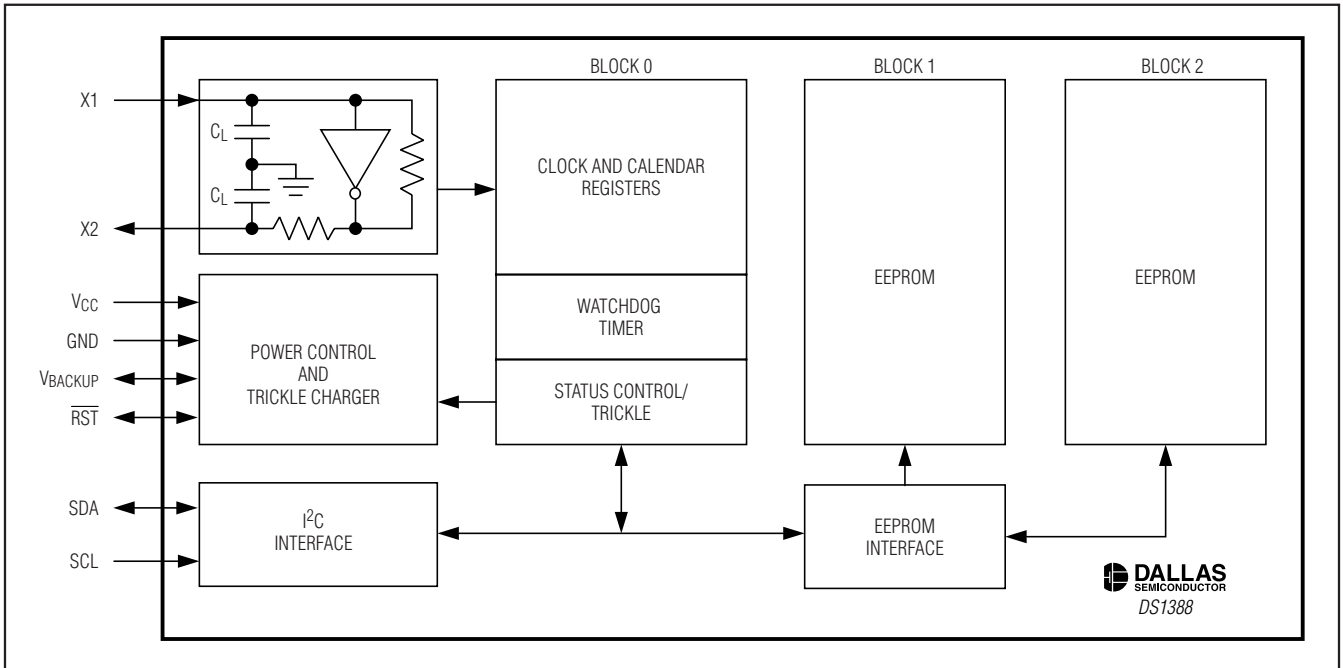 BLOCK 0
BLOCK 1
BLOCK 2
X1
CL
CL
X2
CLOCK AND CALENDAR
REGISTERS
WATCHDOG
TIMER
STATUS CONTROL/
TRICKLE
EEPROM
EEPROM
VCC
GND
VBACKUP
RST
POWER CONTROL
AND
TRICKLE CHARGER
SDA
SCL
I2C
INTERFACE
EEPROM
INTERFACE
DALLAS
SEMICONDUCTOR
DS1388